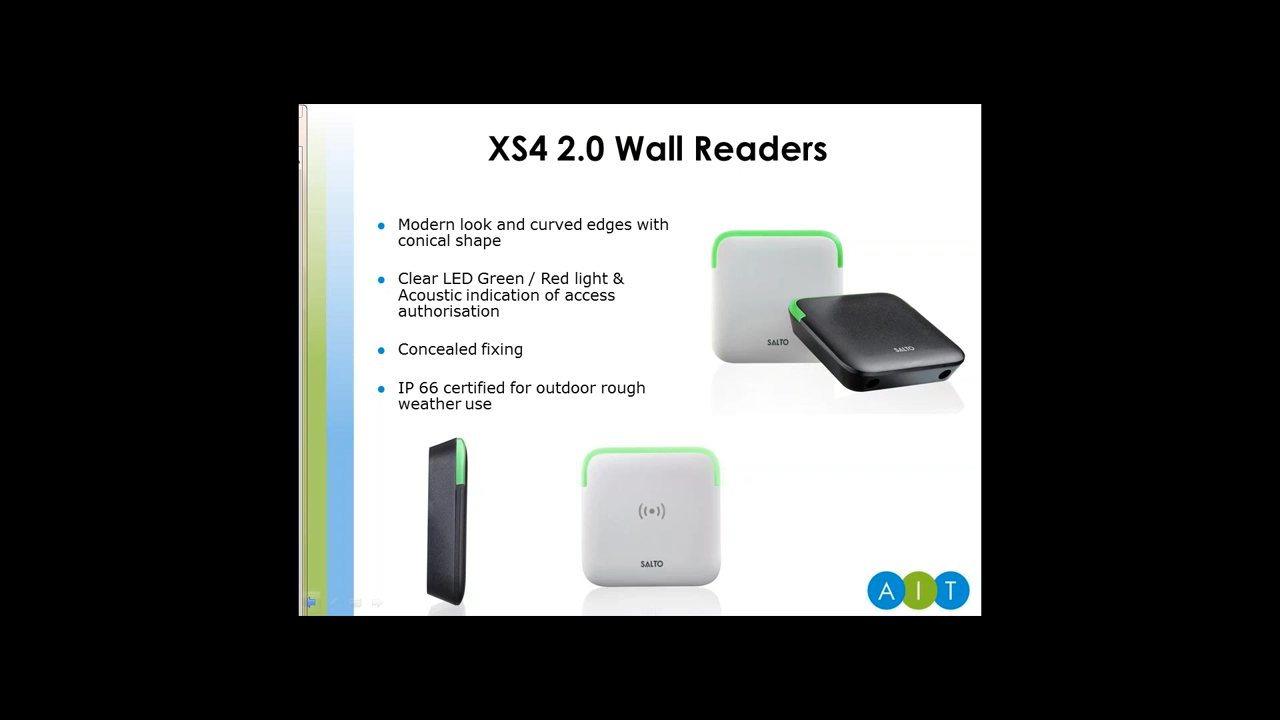 XS4 2.0 Wall Readers
Modern look and curved edges with
conical shape
Clear LED Green / Red light &
Acoustic indication of access
authorisation
Concealed fixing
IP 66 certified for outdoor rough
weather use
SALTO
SALTO
SALTO
A I T